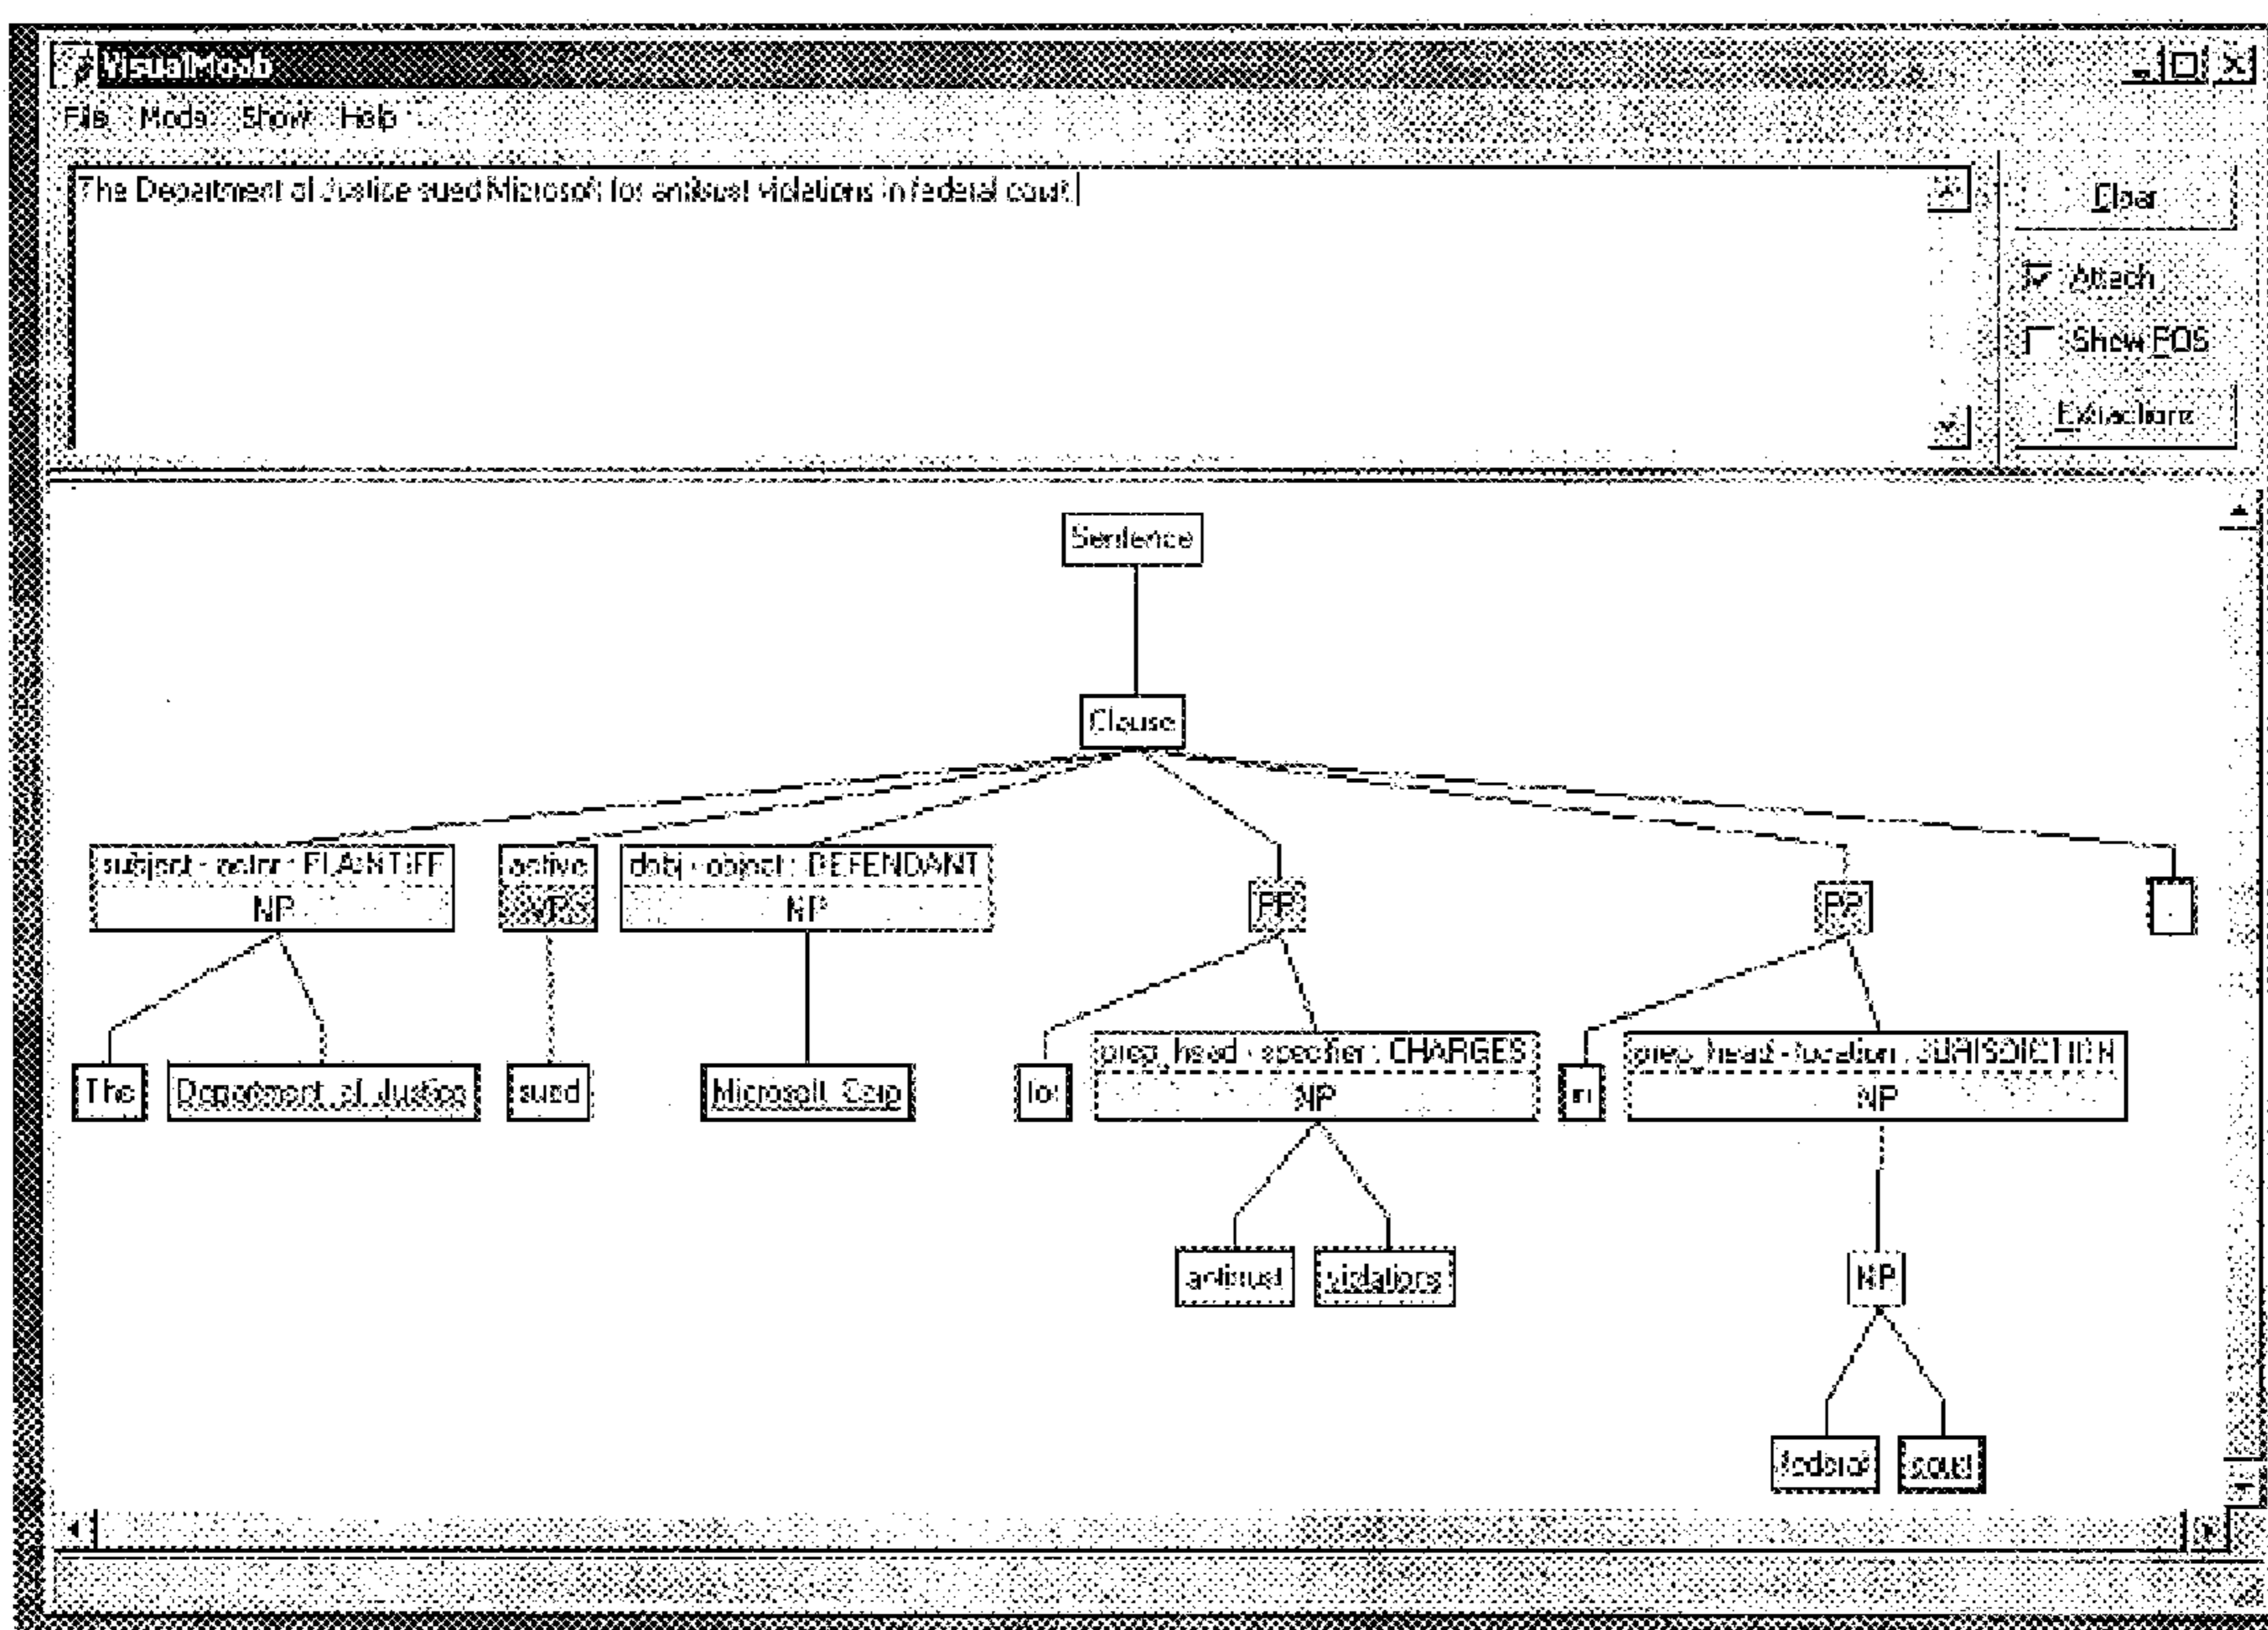 VisualMoab
File Mode Show Help
The Department of Justice sued Microsoft for antitrust violations in federal court.
Clear
Attach
Show POS
Extractions
Sentence
Clause
subject - actor : PLAINTIFF active dobj - object : DEFENDANT
NP VP NP PP PP .
The Department_of_Justice sued Microsoft_Corp for prep_head - specifier : CHARGES in prep_head - location : JURISDICTION
NP NP
antitrust violations NP
federal court